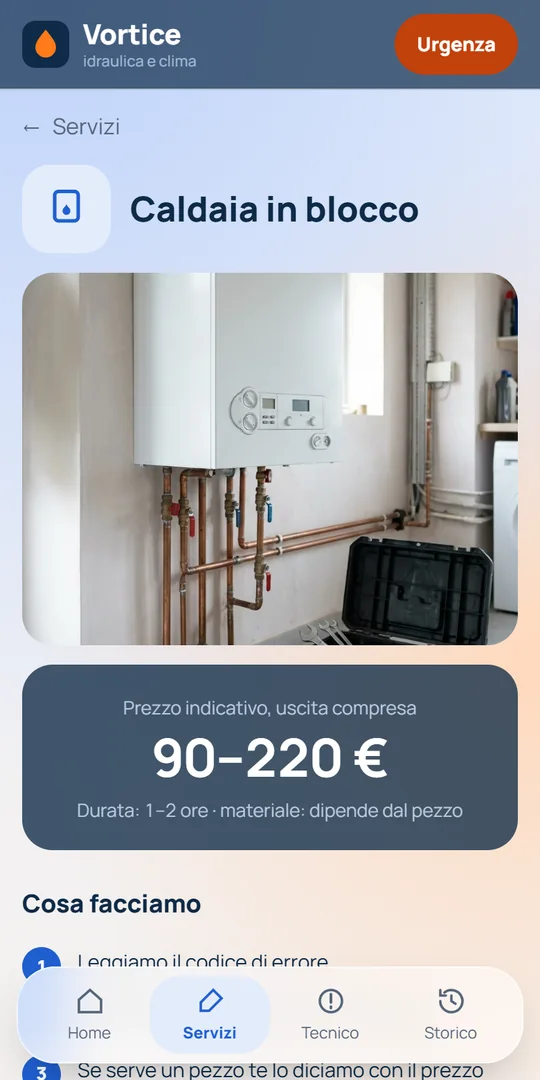 Vortice
idraulica e clima
Urgenza
← Servizi
Caldaia in blocco
Prezzo indicativo, uscita compresa
90–220 €
Durata: 1–2 ore · materiale: dipende dal pezzo
Cosa facciamo
1 Leggiamo il codice di errore
3 Se serve un pezzo te lo diciamo con il prezzo
Home
Servizi
Tecnico
Storico